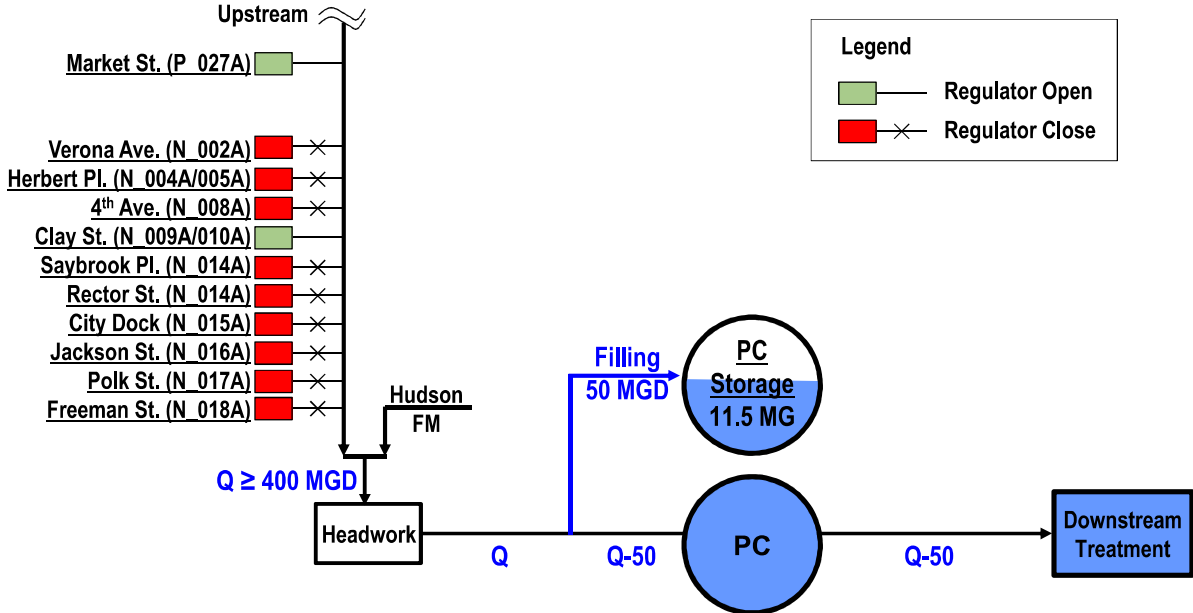 Upstream
Market St. (P_027A)
Verona Ave. (N_002A)
Herbert Pl. (N_004A/005A)
4th Ave. (N_008A)
Clay St. (N_009A/010A)
Saybrook Pl. (N_014A)
Rector St. (N_014A)
City Dock (N_015A)
Jackson St. (N_016A)
Polk St. (N_017A)
Freeman St. (N_018A)
Legend
Regulator Open
Regulator Close
Hudson
FM
Q ≥ 400 MGD
Headwork
Q
Filling
50 MGD
PC
Storage
11.5 MG
Q-50
PC
Q-50
Downstream
Treatment